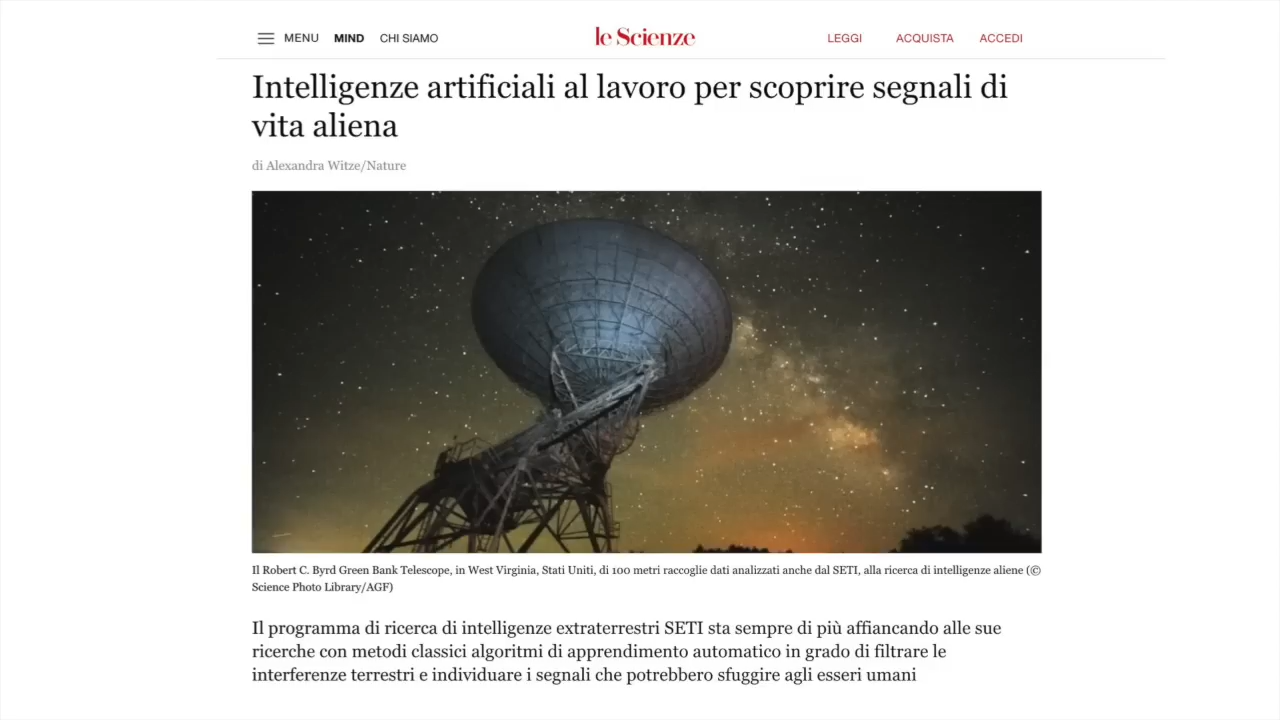 MENU MIND CHI SIAMO le Scienze LEGGI ACQUISTA ACCEDI
Intelligenze artificiali al lavoro per scoprire segnali di
vita aliena
di Alexandra Witze/Nature
Il Robert C. Byrd Green Bank Telescope, in West Virginia, Stati Uniti, di 100 metri raccoglie dati analizzati anche dal SETI, alla ricerca di intelligenze aliene (©
Science Photo Library/AGF)
Il programma di ricerca di intelligenze extraterrestri SETI sta sempre di più affiancando alle sue
ricerche con metodi classici algoritmi di apprendimento automatico in grado di filtrare le
interferenze terrestri e individuare i segnali che potrebbero sfuggire agli esseri umani